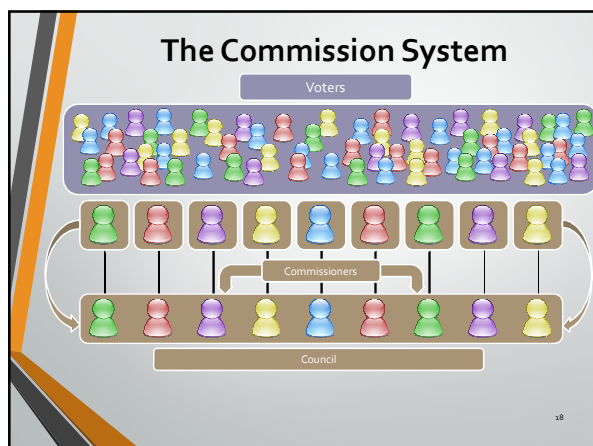 The Commission System
Voters
Commissioners
Council
18